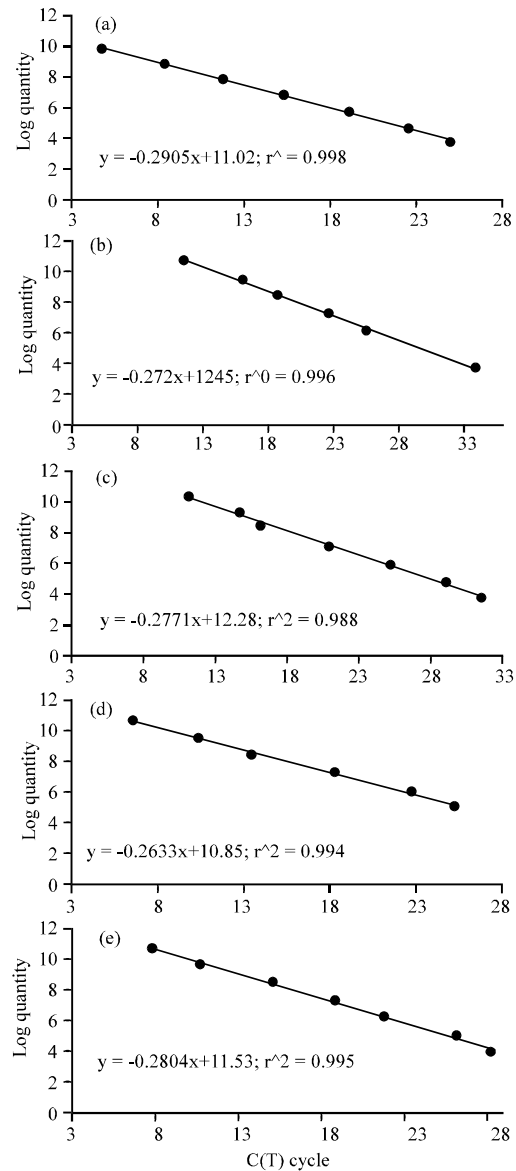 (a)
12
10
8
6
4
2
0
Log quantity
y = -0.2905x+11.02; r^ = 0.998
3 8 13 18 23 28
(b)
12
10
8
6
4
2
0
Log quantity
y = -0.272x+1245; r^0 = 0.996
3 13 18 23 28 33
(c)
12
10
8
6
4
2
0
Log quantity
y = -0.2771x+12.28; r^2 = 0.988
3 8 13 18 23 28 33
(d)
12
10
8
6
4
2
0
Log quantity
y = -0.2633x+10.85; r^2 = 0.994
3 8 13 18 23 28
(e)
12
10
8
6
4
2
0
Log quantity
y = -0.2804x+11.53; r^2 = 0.995
3 8 13 18 23 28
C(T) cycle